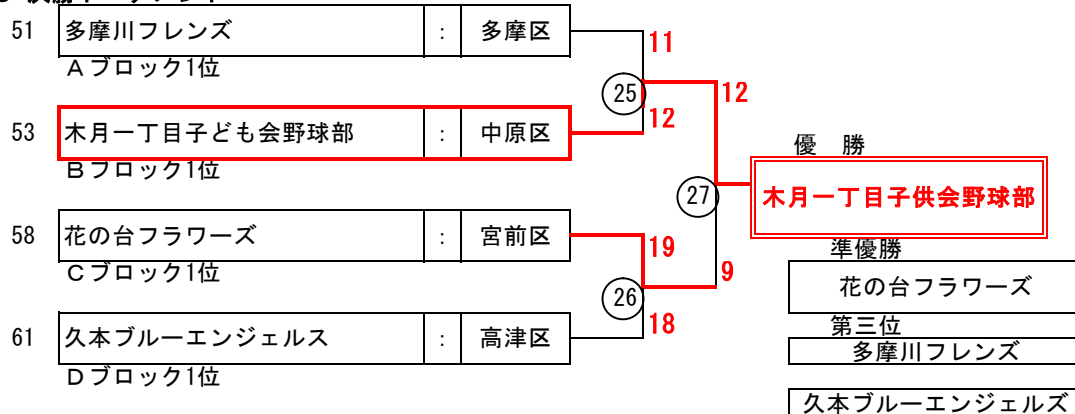 51 多摩川フレンズ : 多摩区
Aブロック1位
11
25
12
53 木月一丁目子ども会野球部 : 中原区
Bブロック1位
12
優 勝
27
木月一丁目子供会野球部
58 花の台フラワーズ : 宮前区
Cブロック1位
19
9
26
18
準優勝
花の台フラワーズ
61 久本ブルーエンジェルス : 高津区
Dブロック1位
第三位
多摩川フレンズ
久本ブルーエンジェルズ